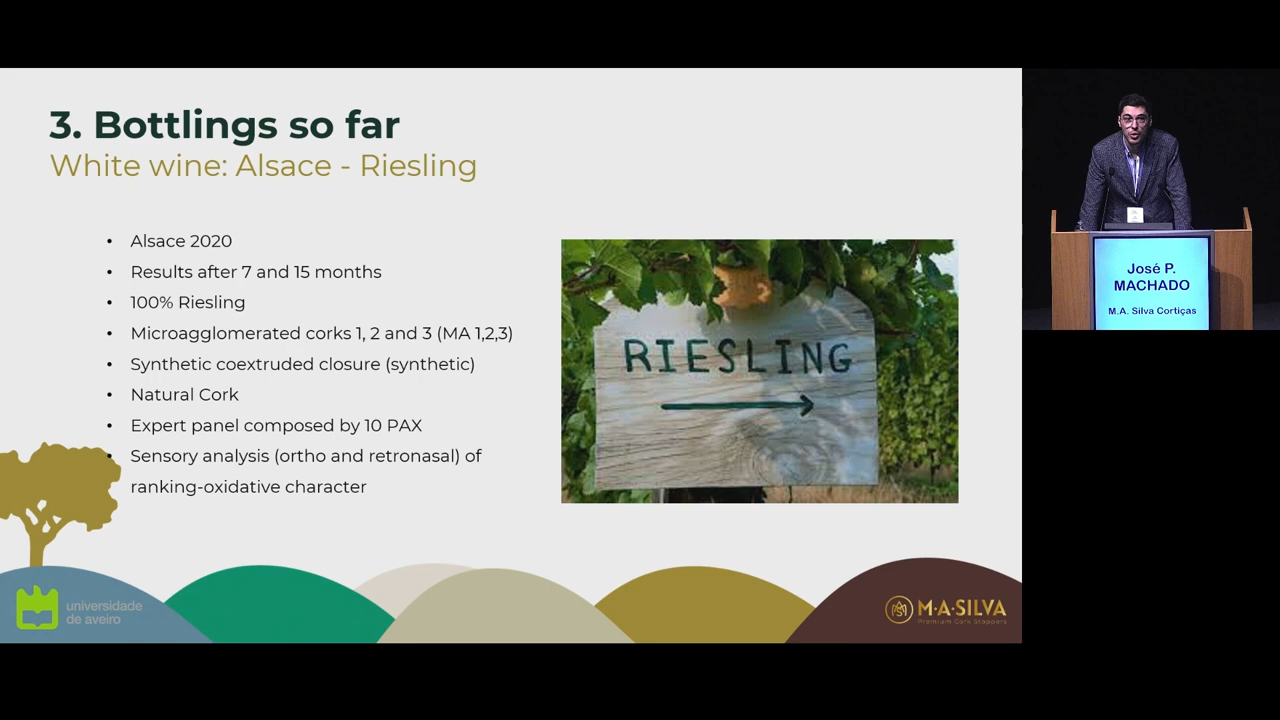 3. Bottlings so far
White wine: Alsace - Riesling
• Alsace 2020
• Results after 7 and 15 months
• 100% Riesling
• Microagglomerated corks 1, 2 and 3 (MA 1,2,3)
• Synthetic coextruded closure (synthetic)
• Natural Cork
• Expert panel composed by 10 PAX
• Sensory analysis (ortho and retronasal) of
ranking-oxidative character
RIESLING
universidade
de aveiro
M·A·SILVA
Premium Cork Stoppers
José P.
MACHADO
M.A. Silva Cortiças